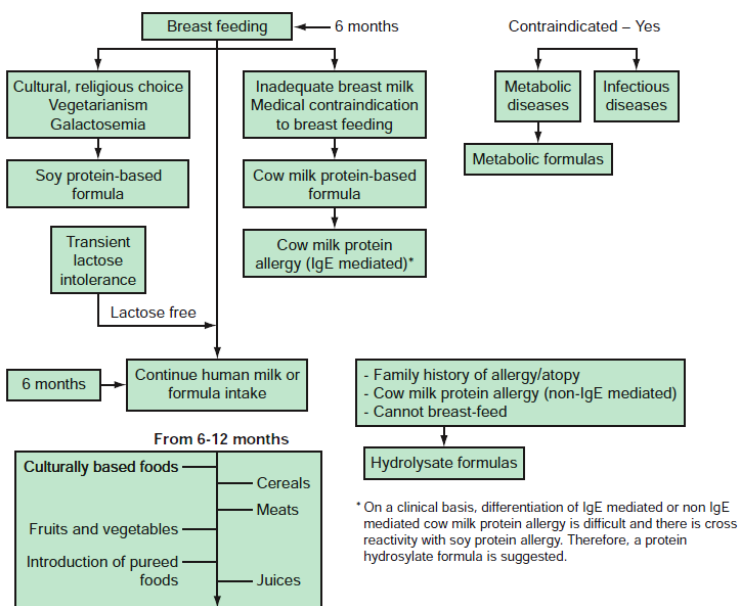 Breast feeding
6 months
Contraindicated – Yes
Cultural, religious choice
Vegetarianism
Galactosemia
Inadequate breast milk
Medical contraindication
to breast feeding
Metabolic
diseases
Infectious
diseases
Metabolic formulas
Soy protein-based
formula
Cow milk protein-based
formula
Transient
lactose
intolerance
Cow milk protein
allergy (IgE mediated)*
Lactose free
6 months
Continue human milk or
formula intake
- Family history of allergy/atopy
- Cow milk protein allergy (non-IgE mediated)
- Cannot breast-feed
Hydrolysate formulas
From 6-12 months
Culturally based foods
Cereals
Meats
Fruits and vegetables
Introduction of pureed
foods
Juices
* On a clinical basis, differentiation of IgE mediated or non IgE
mediated cow milk protein allergy is difficult and there is cross
reactivity with soy protein allergy. Therefore, a protein
hydrosylate formula is suggested.